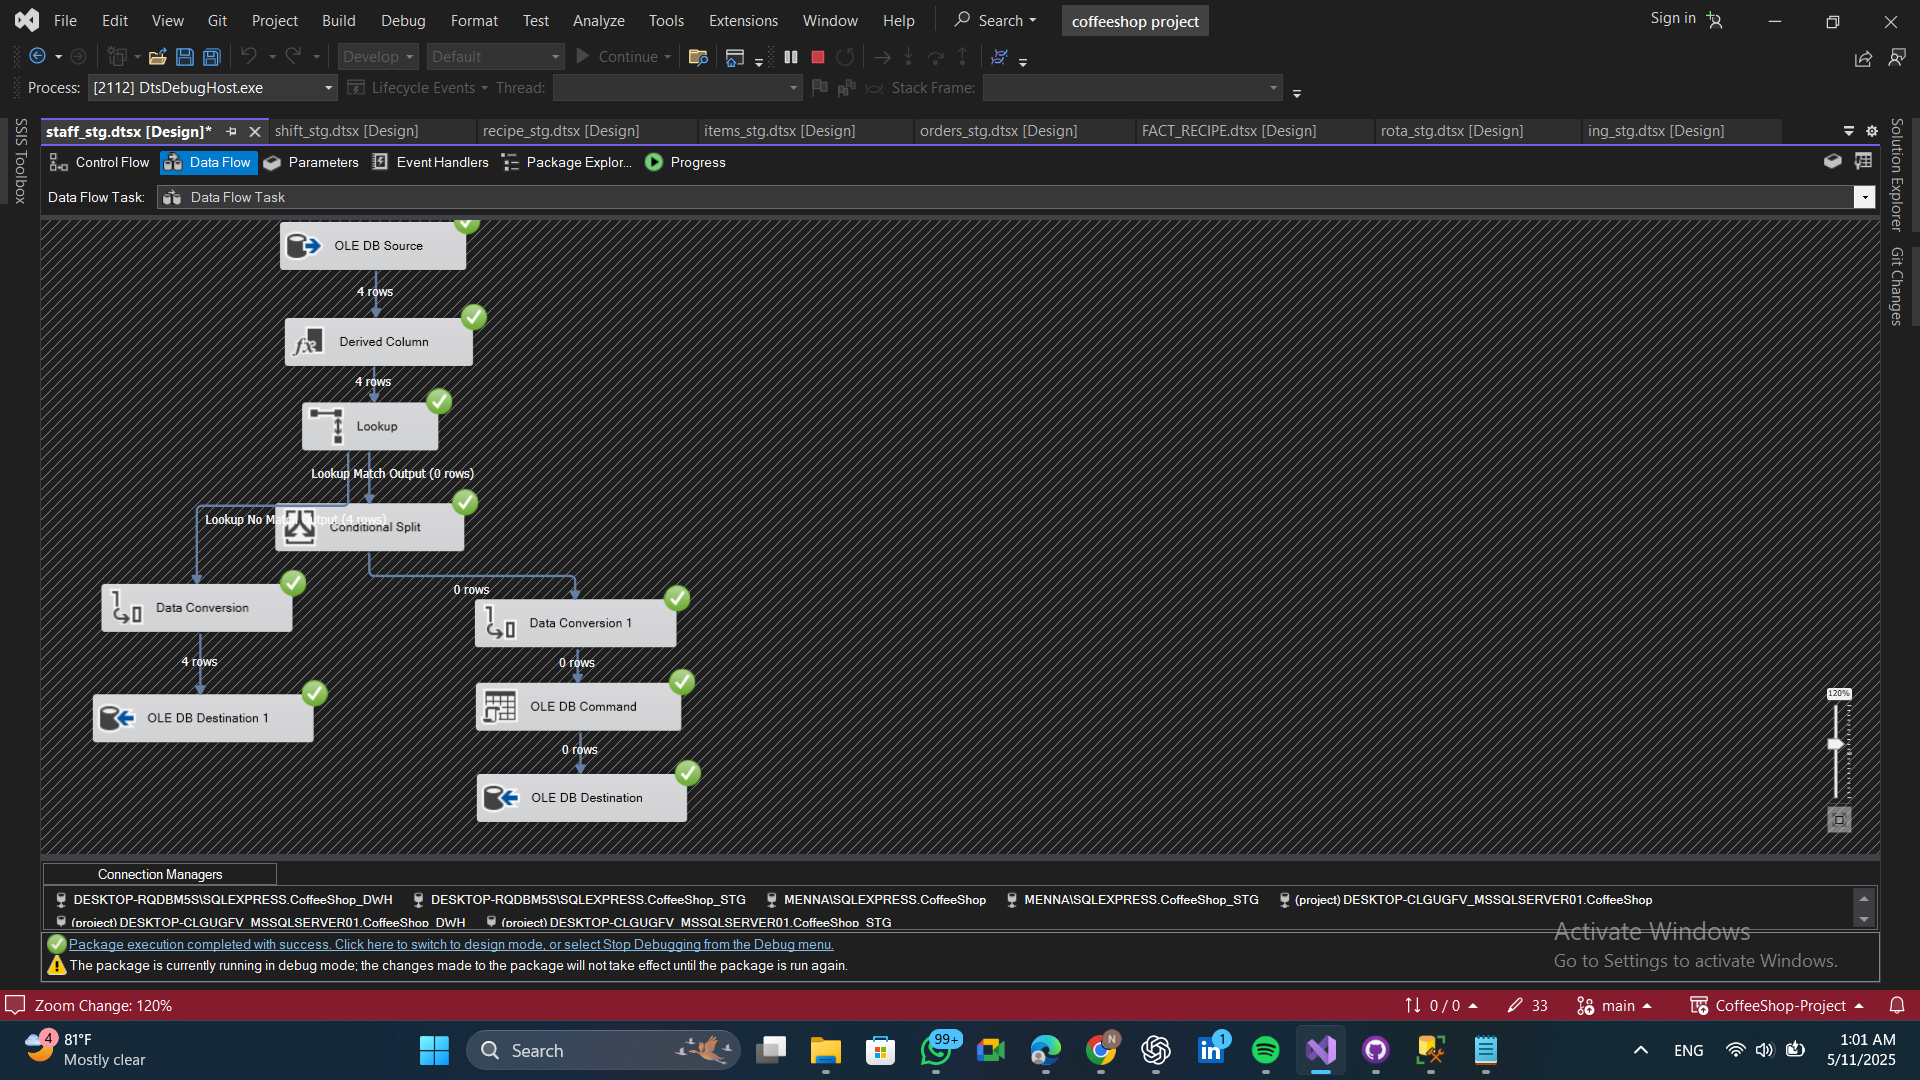 File Edit View Git Project Build Debug Format Test Analyze Tools Extensions Window Help Search coffeeshop project Sign in
Develop Default Continue
Process: [2112] DtsDebugHost.exe Lifecycle Events Thread: Stack Frame:
SSIS Toolbox
staff_stg.dtsx [Design]* shift_stg.dtsx [Design] recipe_stg.dtsx [Design] items_stg.dtsx [Design] orders_stg.dtsx [Design] FACT_RECIPE.dtsx [Design] rota_stg.dtsx [Design] ing_stg.dtsx [Design]
Solution Explorer
Git Changes
Control Flow Data Flow Parameters Event Handlers Package Explor... Progress
Data Flow Task: Data Flow Task
OLE DB Source
4 rows
Derived Column
4 rows
Lookup
Lookup Match Output (0 rows)
Lookup No Match Output (4 rows)
Conditional Split
0 rows
Data Conversion
Data Conversion 1
4 rows
0 rows
OLE DB Command
OLE DB Destination 1
0 rows
OLE DB Destination
120%
Connection Managers
DESKTOP-RQDBM5S\SQLEXPRESS.CoffeeShop_DWH DESKTOP-RQDBM5S\SQLEXPRESS.CoffeeShop_STG MENNA\SQLEXPRESS.CoffeeShop MENNA\SQLEXPRESS.CoffeeShop_STG (project) DESKTOP-CLGUGFV_MSSQLSERVER01.CoffeeShop
(project) DESKTOP-CLGUGFV_MSSQLSERVER01.CoffeeShop_DWH (project) DESKTOP-CLGUGFV_MSSQLSERVER01.CoffeeShop_STG
Package execution completed with success. Click here to switch to design mode, or select Stop Debugging from the Debug menu.
The package is currently running in debug mode; the changes made to the package will not take effect until the package is run again.
Activate Windows
Go to Settings to activate Windows.
Zoom Change: 120% 0 / 0 33 main CoffeeShop-Project
4 81°F
Mostly clear
Search
99+
N
1
ENG
1:01 AM
5/11/2025